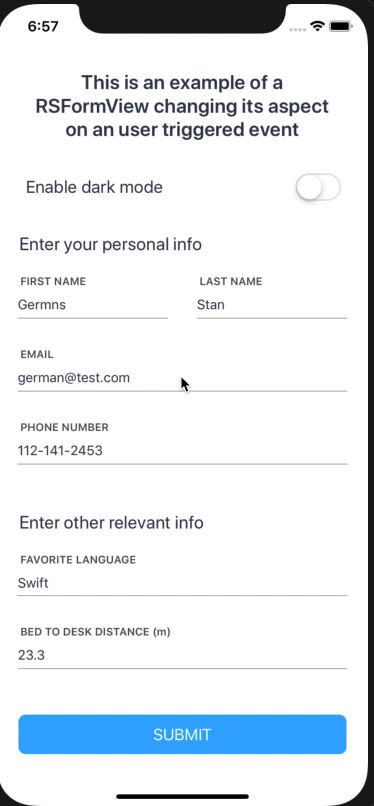 6:57
This is an example of a
RSFormView changing its aspect
on an user triggered event
Enable dark mode
Enter your personal info
FIRST NAME
LAST NAME
Germns
Stan
EMAIL
german@test.com
PHONE NUMBER
112-141-2453
Enter other relevant info
FAVORITE LANGUAGE
Swift
BED TO DESK DISTANCE (m)
23.3
SUBMIT